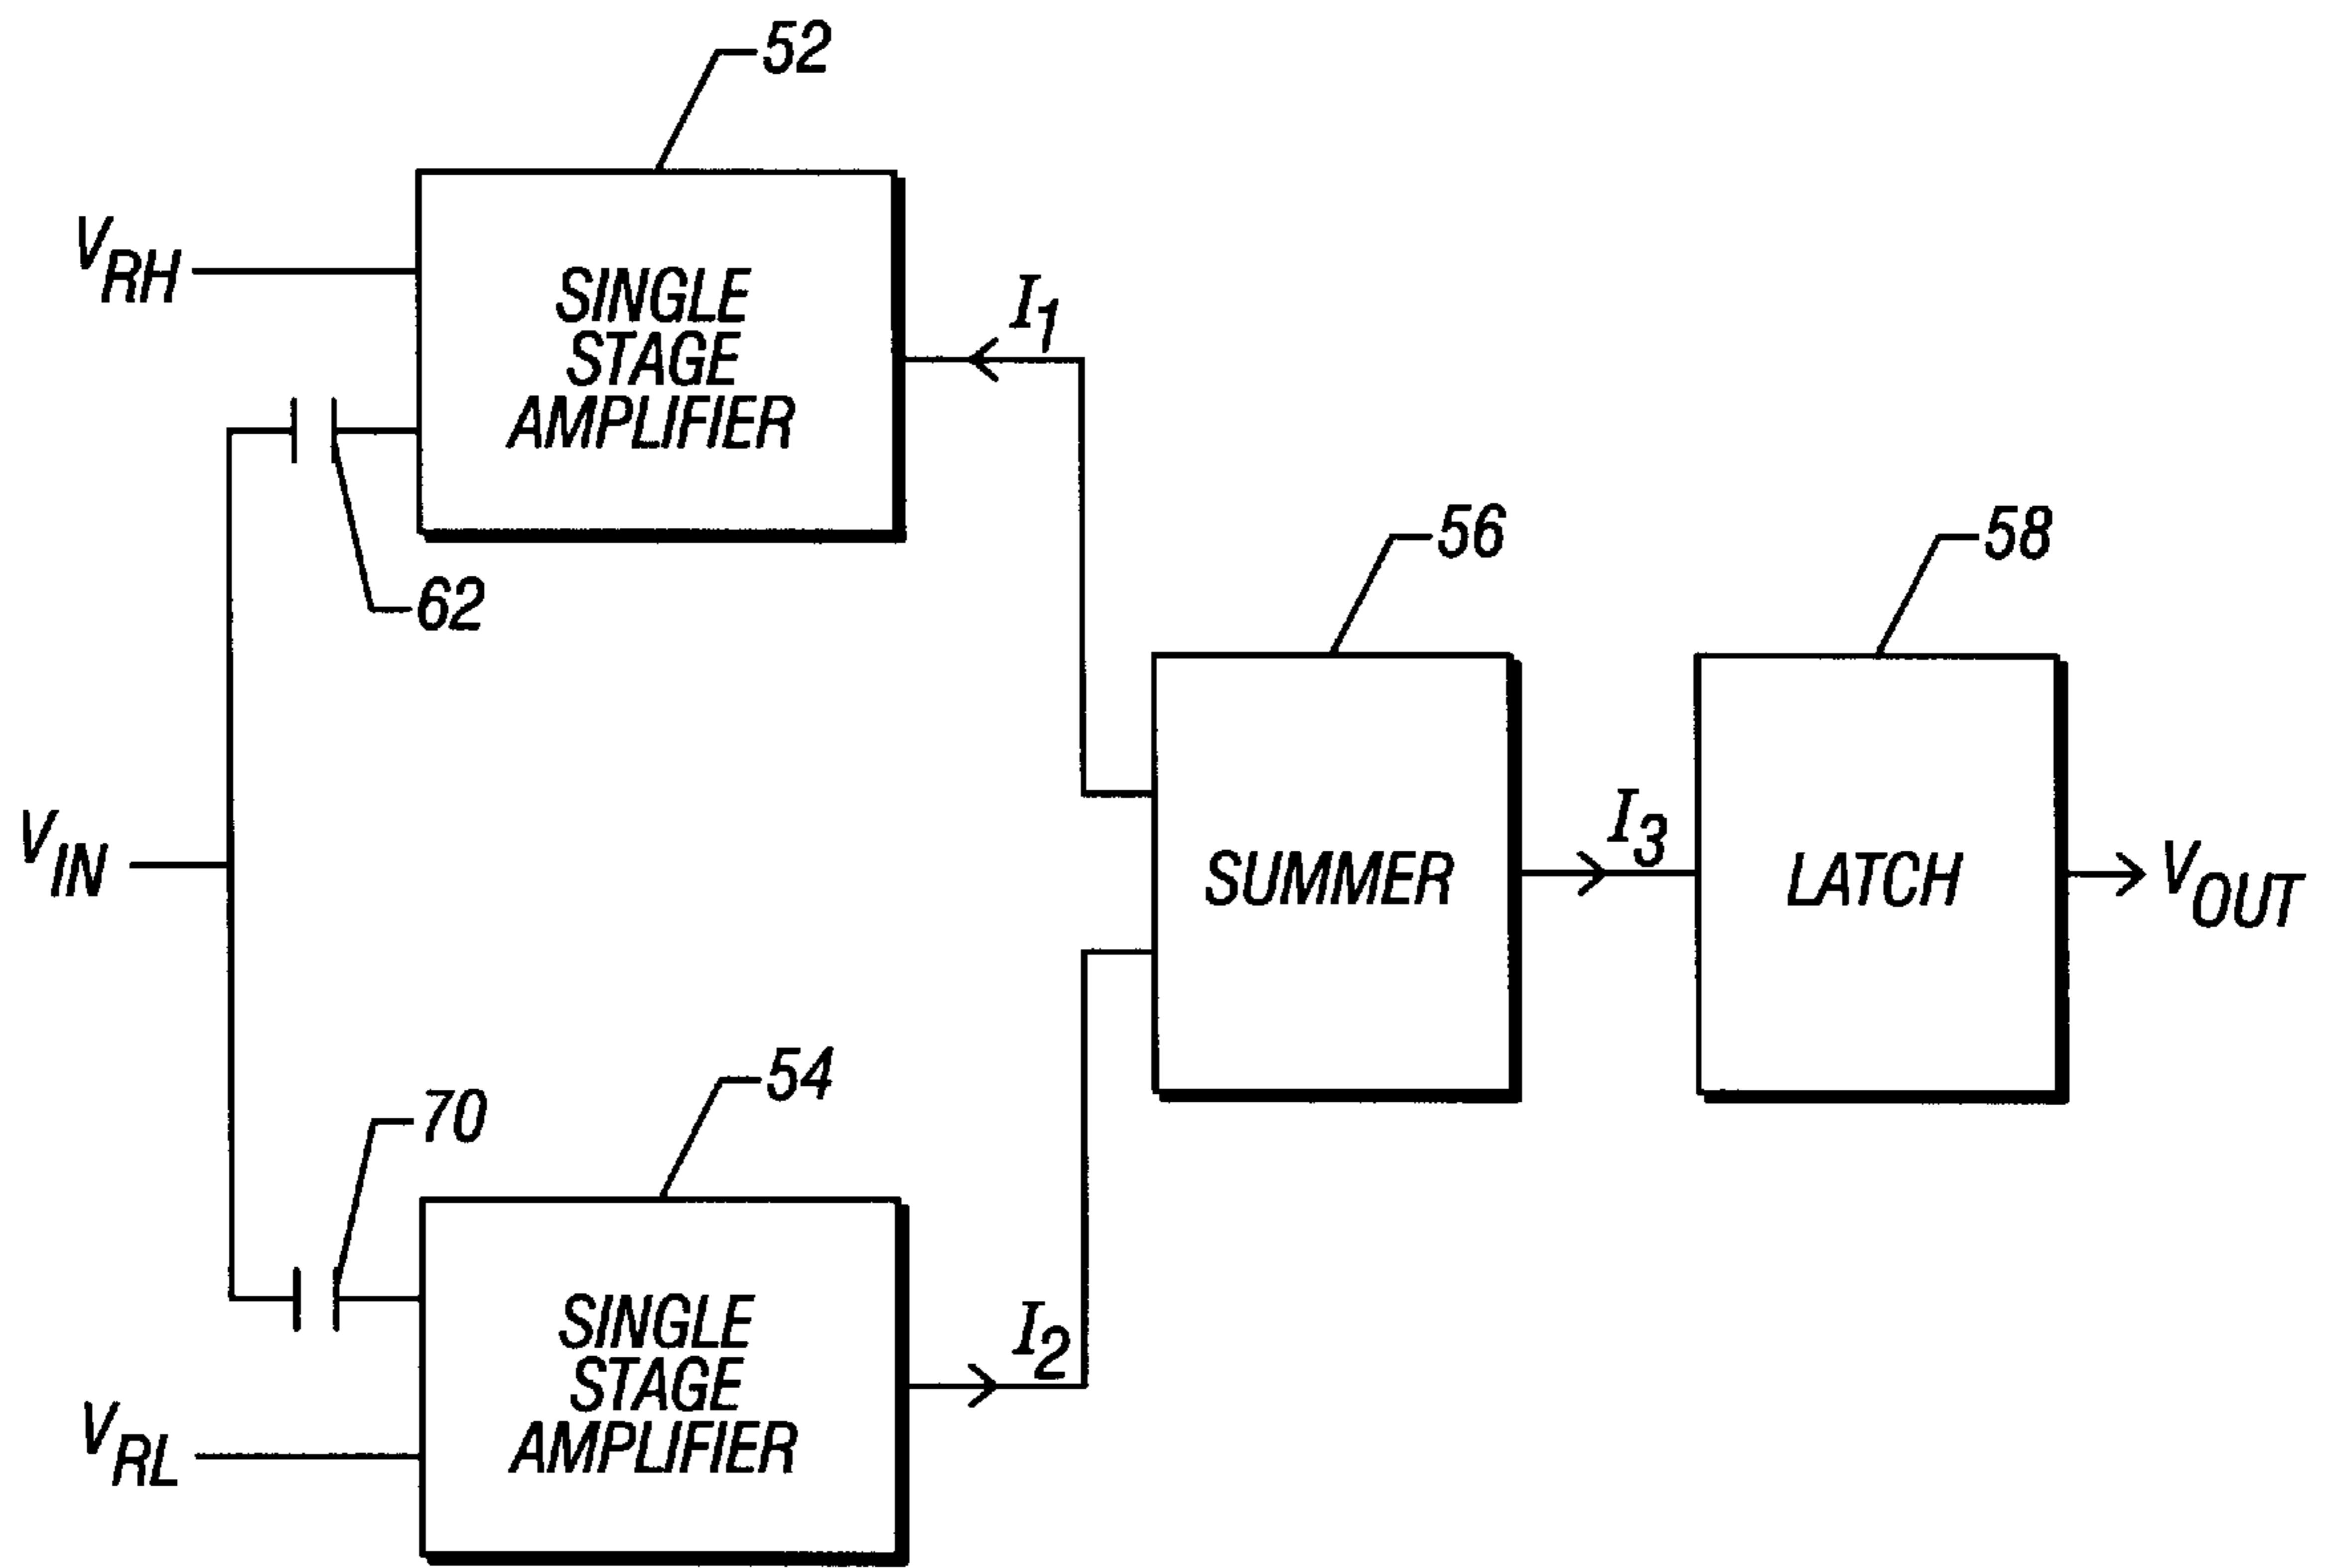 52
V_RH
SINGLE
STAGE
AMPLIFIER
I_1
62
56
58
V_IN
SUMMER
I_3
LATCH
V_OUT
70
54
SINGLE
STAGE
AMPLIFIER
I_2
V_RL